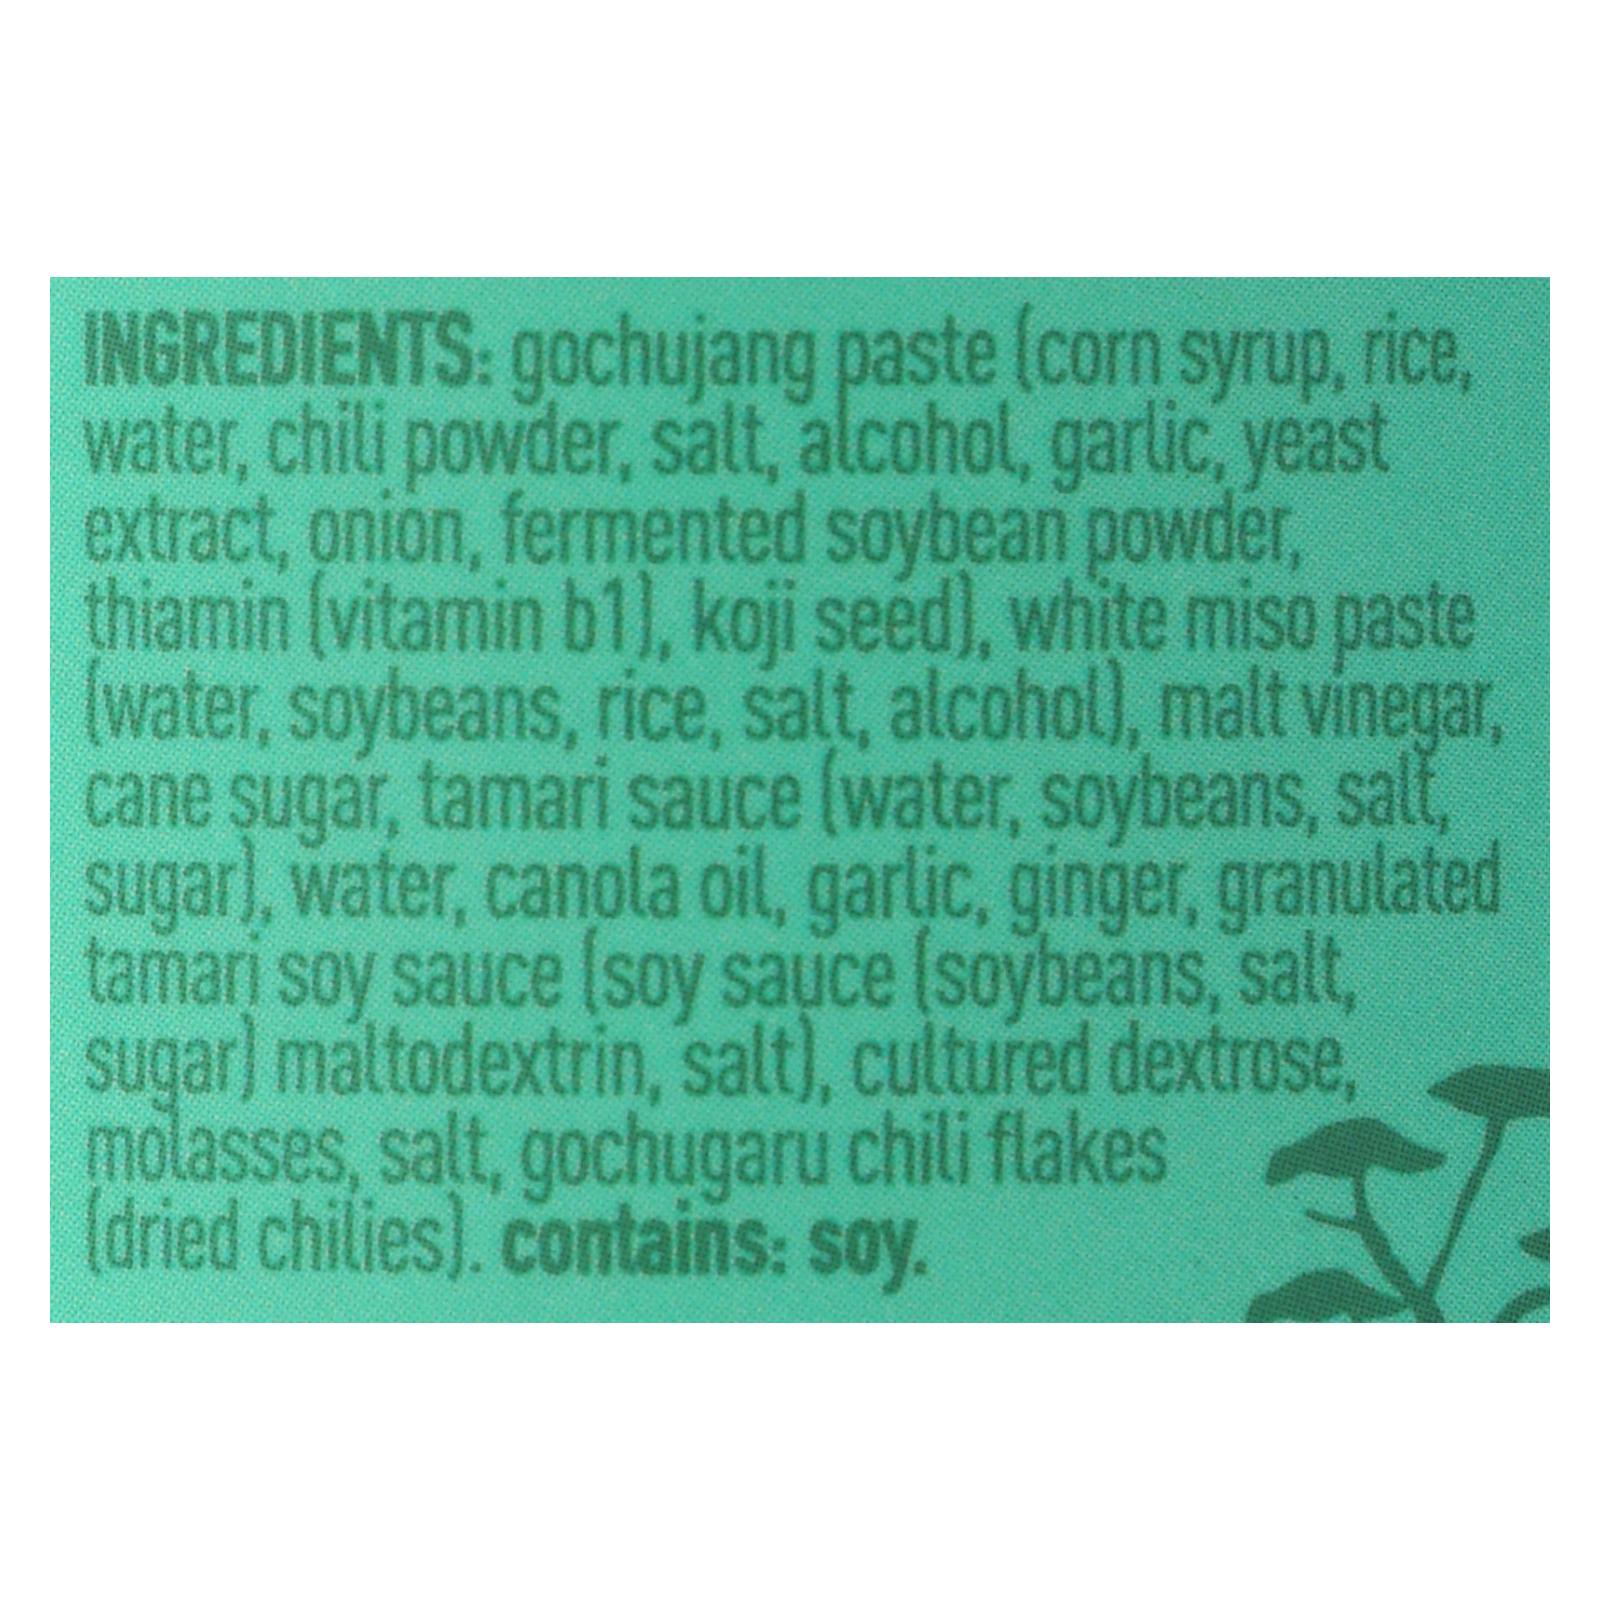 INGREDIENTS: gochujang paste (corn syrup, rice,
water, chili powder, salt, alcohol, garlic, yeast
extract, onion, fermented soybean powder,
thiamin (vitamin b1), koji seed), white miso paste
(water, soybeans, rice, salt, alcohol), malt vinegar,
cane sugar, tamari sauce (water, soybeans, salt,
sugar), water, canola oil, garlic, ginger, granulated
tamari soy sauce (soy sauce (soybeans, salt,
sugar) maltodextrin, salt), cultured dextrose,
molasses, salt, gochugaru chili flakes
(dried chilies). contains: soy.